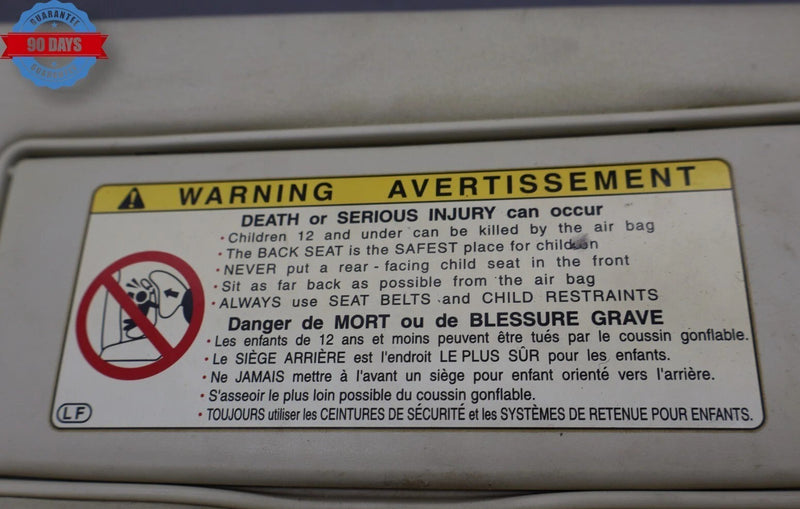 GUARANTEE
90 DAYS
GUARANTEE
WARNING AVERTISSEMENT
DEATH or SERIOUS INJURY can occur
• Children 12 and under can be killed by the air bag
• The BACK SEAT is the SAFEST place for children
• NEVER put a rear - facing child seat in the front
• Sit as far back as possible from the air bag
• ALWAYS use SEAT BELTS and CHILD RESTRAINTS
Danger de MORT ou de BLESSURE GRAVE
• Les enfants de 12 ans et moins peuvent être tués par le coussin gonflable.
• Le SIÈGE ARRIÈRE est l'endroit LE PLUS SÛR pour les enfants.
• Ne JAMAIS mettre à l'avant un siège pour enfant orienté vers l'arrière.
• S'asseoir le plus loin possible du coussin gonflable.
• TOUJOURS utiliser les CEINTURES DE SÉCURITÉ et les SYSTÈMES DE RETENUE POUR ENFANTS.
LF